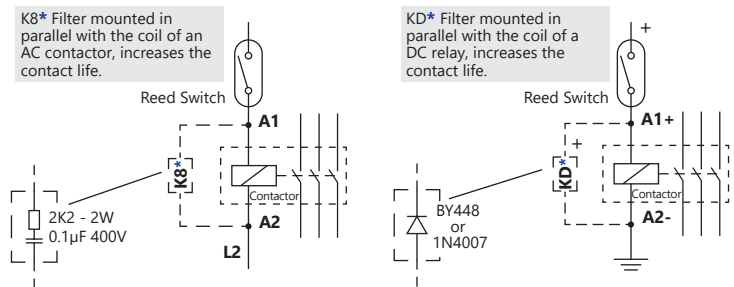 K8* Filter mounted in
parallel with the coil of an
AC contactor, increases the
contact life.
Reed Switch
A1
K8*
Contactor
2K2 - 2W
0.1µF 400V
A2
L2
KD* Filter mounted in
parallel with the coil of a
DC relay, increases the
contact life.
+
Reed Switch
A1+
+
KD*
Contactor
BY448
or
1N4007
A2-